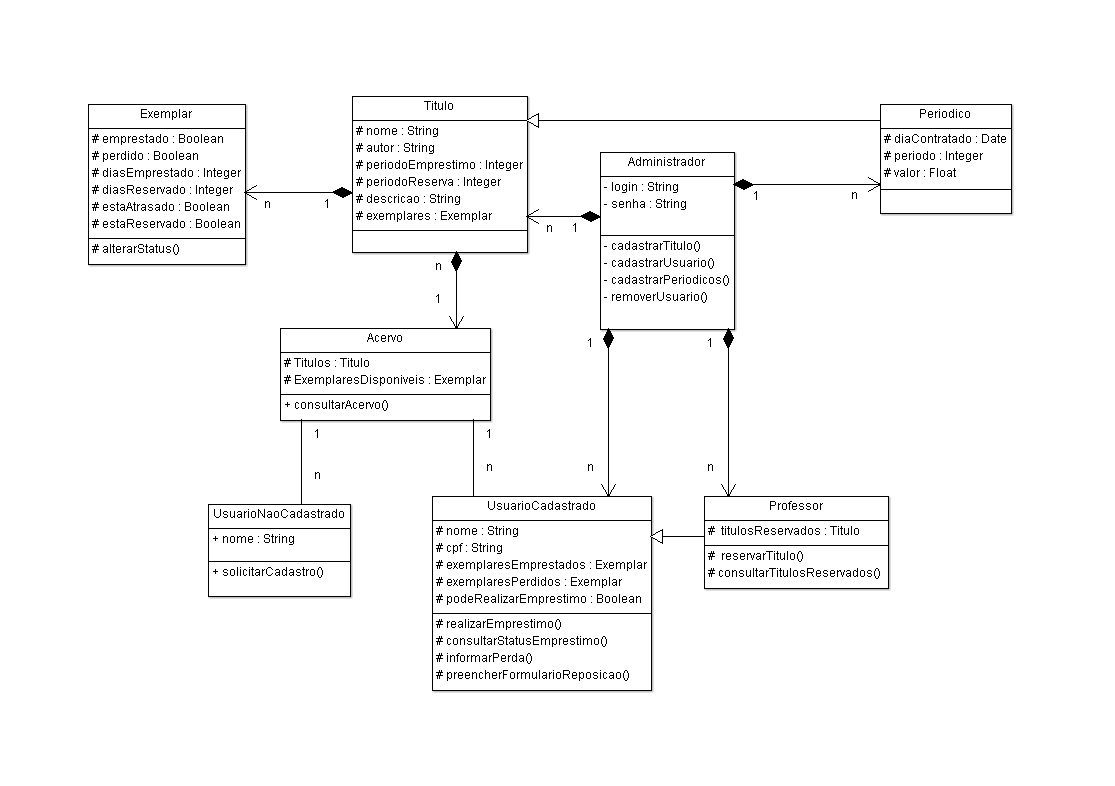 Exemplar
# emprestado : Boolean
# perdido : Boolean
# diasEmprestado : Integer
# diasReservado : Integer
# estaAtrasado : Boolean
# estaReservado : Boolean
# alterarStatus()
n
1
Titulo
# nome : String
# autor : String
# periodoEmprestimo : Integer
# periodoReserva : Integer
# descricao : String
# exemplares : Exemplar
n
1
n
1
Administrador
- login : String
- senha : String
- cadastrarTitulo()
- cadastrarUsuario()
- cadastrarPeriodicos()
- removerUsuario()
1
n
Periodico
# diaContratado : Date
# periodo : Integer
# valor : Float
Acervo
# Titulos : Titulo
# ExemplaresDisponiveis : Exemplar
+ consultarAcervo()
1
n
1
n
1
n
1
n
UsuarioNaoCadastrado
+ nome : String
+ solicitarCadastro()
UsuarioCadastrado
# nome : String
# cpf : String
# exemplaresEmprestados : Exemplar
# exemplaresPerdidos : Exemplar
# podeRealizarEmprestimo : Boolean
# realizarEmprestimo()
# consultarStatusEmprestimo()
# informarPerda()
# preencherFormularioReposicao()
Professor
# titulosReservados : Titulo
# reservarTitulo()
# consultarTitulosReservados()